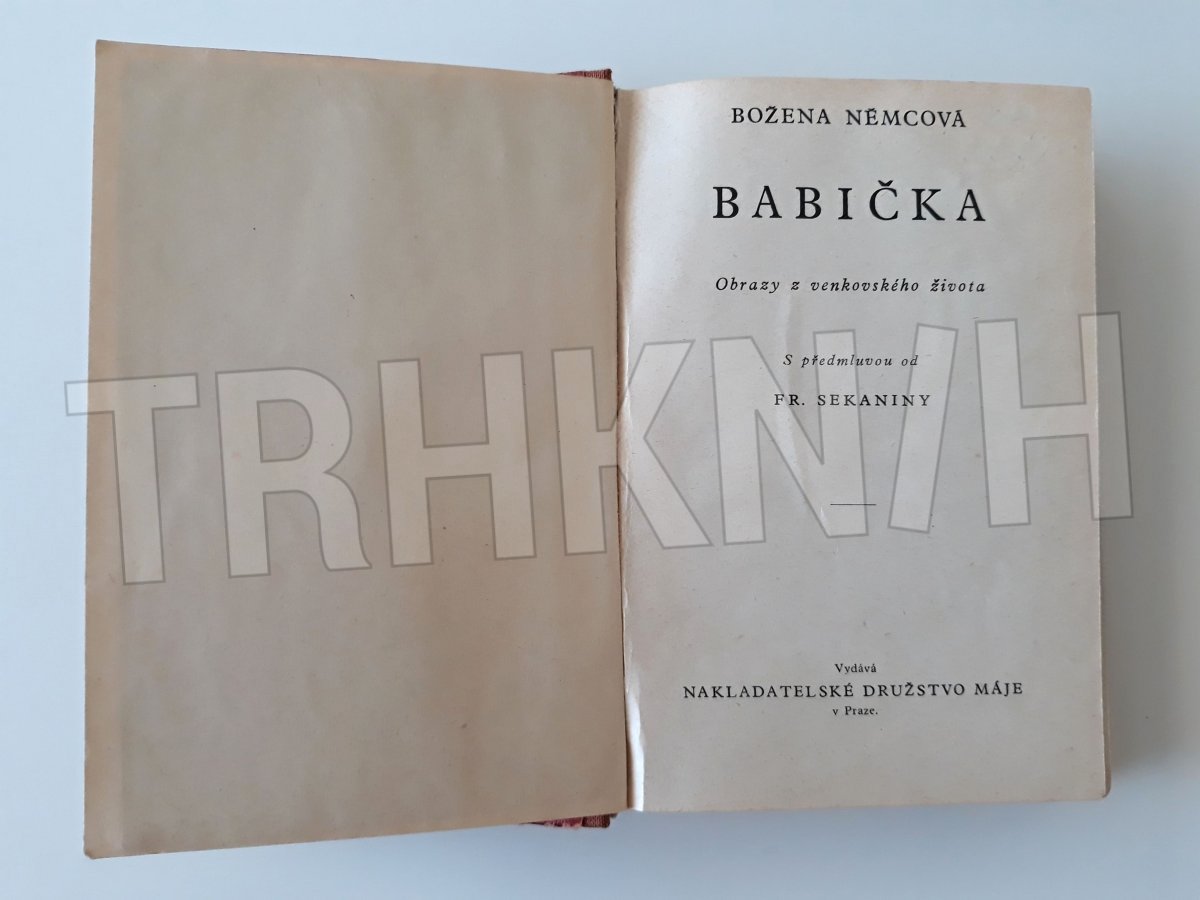 BOŽENA NĚMCOVÁ
BABIČKA
Obrazy z venkovského života
S předmluvou od
FR. SEKANINY
TRHKNIH
Vydává
NAKLADATELSKÉ DRUŽSTVO MÁJE
v Praze.